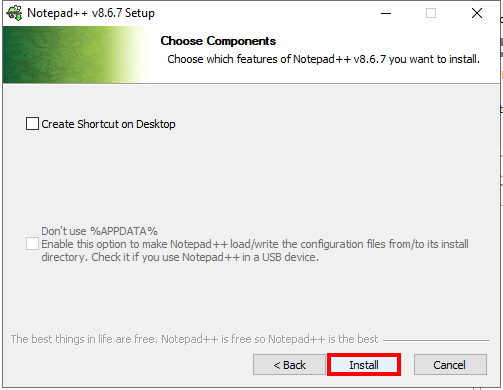 Notepad++ v8.6.7 Setup
Choose Components
Choose which features of Notepad++ v8.6.7 you want to install.
Create Shortcut on Desktop
Don't use %APPDATA%
Enable this option to make Notepad++ load/write the configuration files from/to its install
directory. Check it if you use Notepad++ in a USB device.
The best things in life are free. Notepad++ is free so Notepad++ is the best
< Back
Install
Cancel